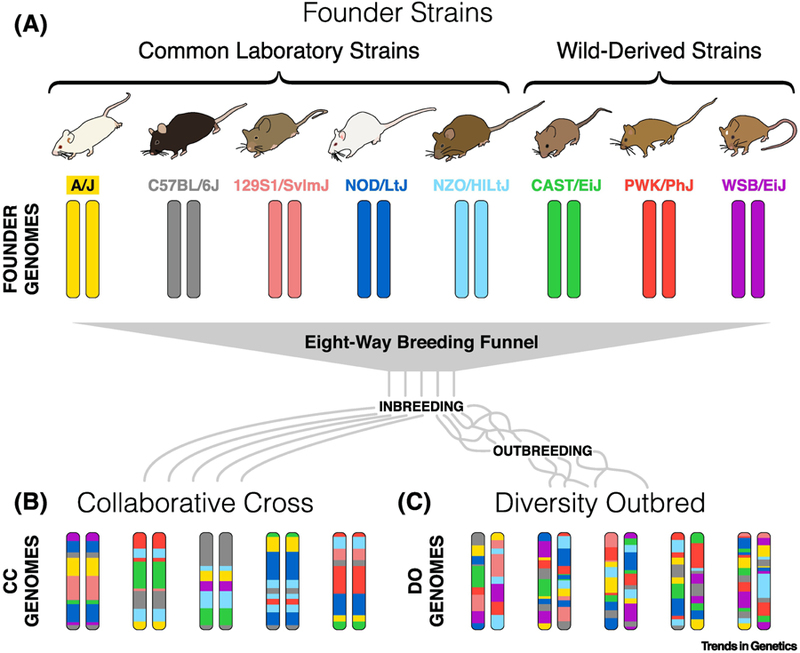 Founder Strains
(A)
Common Laboratory Strains
Wild-Derived Strains
A/J
C57BL/6J
129S1/SvImJ
NOD/LtJ
NZO/HILtJ
CAST/EiJ
PWK/PhJ
WSB/EiJ
FOUNDER
GENOMES
Eight-Way Breeding Funnel
INBREEDING
OUTBREEDING
(B)
Collaborative Cross
(C)
Diversity Outbred
CC
GENOMES
DO
GENOMES
Trends in Genetics